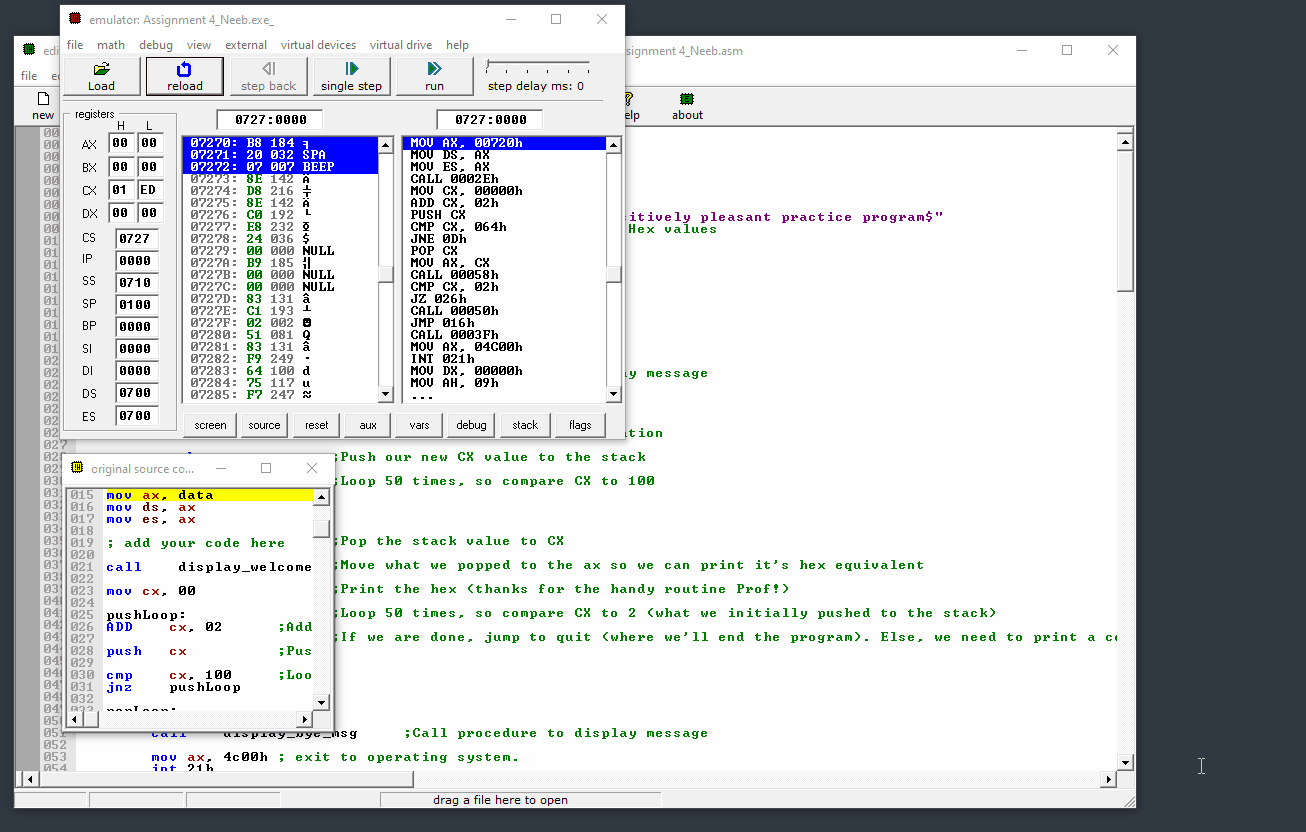 emulator: Assignment 4_Neeb.exe_
file math debug view external virtual devices virtual drive help
Load reload step back single step run step delay ms: 0
registers
H L
0727:0000 0727:0000
AX 00 00
BX 00 00
CX 01 ED
DX 00 00
CS 0727
IP 0000
SS 0710
SP 0100
BP 0000
SI 0000
DI 0000
DS 0700
ES 0700
07270: B8 184 ╕
07271: 20 032 SPA
07272: 07 007 BEEP
07273: 8E 142 Ä
07274: D8 216 ╪
07275: 8E 142 Ä
07276: C0 192 └
07277: E8 232
07278: 24 036 $
07279: 00 000 NULL
0727A: B9 185 ╣
0727B: 00 000 NULL
0727C: 00 000 NULL
0727D: 83 131 â
0727E: C1 193 ┴
0727F: 02 002 ☻
07280: 51 081 Q
07281: 83 131 â
07282: F9 249 ·
07283: 64 100 d
07284: 75 117 u
07285: F7 247 ≈
MOV AX, 00720h
MOV DS, AX
MOV ES, AX
CALL 0002Eh
MOV CX, 00000h
ADD CX, 02h
PUSH CX
CMP CX, 064h
JNE 0Dh
POP CX
MOV AX, CX
CALL 00058h
CMP CX, 02h
JZ 026h
CALL 00050h
JMP 016h
CALL 0003Fh
MOV AX, 04C00h
INT 021h
MOV DX, 00000h
MOV AH, 09h
...
screen source reset aux vars debug stack flags
original source co...
015 mov ax, data
016 mov ds, ax
017 mov es, ax
018
019 ; add your code here
020
021 call display_welcome
022
023 mov cx, 00
024
025 pushLoop:
026 ADD cx, 02 ;Add
027
028 push cx ;Pus
029
030 cmp cx, 100 ;Loo
031 jnz pushLoop
032
edi
signment 4_Neeb.asm
file
new
elp
about
itively pleasant practice program$"
Hex values
y message
ation
;Push our new CX value to the stack
;Loop 50 times, so compare CX to 100
;Pop the stack value to CX
;Move what we popped to the ax so we can print it's hex equivalent
;Print the hex (thanks for the handy routine Prof!)
;Loop 50 times, so compare CX to 2 (what we initially pushed to the stack)
;If we are done, jump to quit (where we'll end the program). Else, we need to print a c
051 call display_bye_msg ;Call procedure to display message
052
053 mov ax, 4c00h ; exit to operating system.
054 int 21h
drag a file here to open